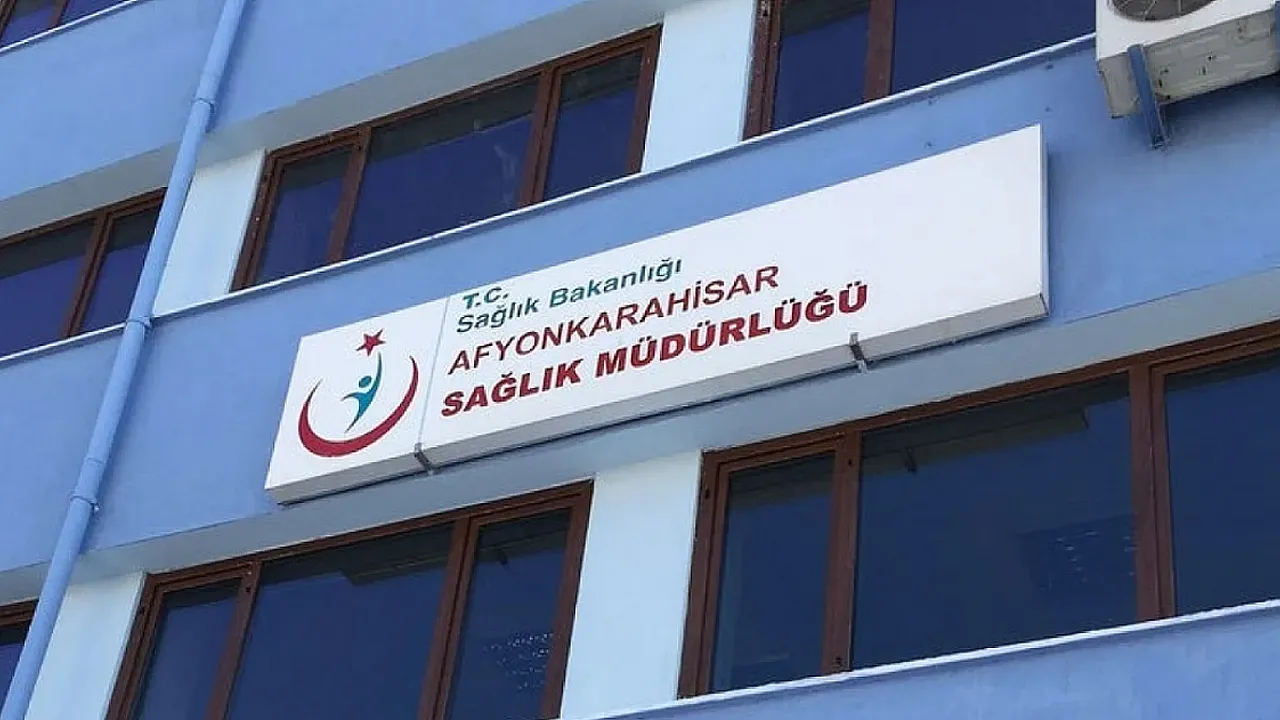 T.C.
Sağlık Bakanlığı
AFYONKARAHİSAR
SAĞLIK MÜDÜRLÜĞÜ